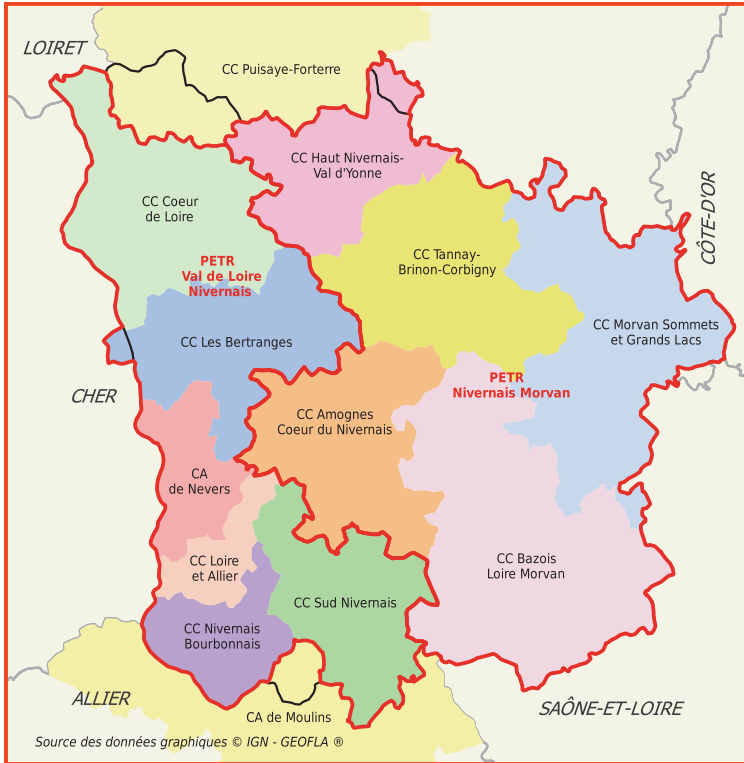 LOIRET
CC Puisaye-Forterre
CC Haut Nivernais-
Val d'Yonne
CC Coeur
de Loire
CÔTE-D'OR
PETR
Val de Loire
Nivernais
CC Tannay-
Brinon-Corbigny
CC Les Bertranges
CC Morvan Sommets
et Grands Lacs
CHER
PETR
Nivernais Morvan
CC Amognes
Coeur du Nivernais
CA
de Nevers
CC Loire
et Allier
CC Bazois
Loire Morvan
CC Sud Nivernais
CC Nivernais
Bourbonnais
ALLIER
CA de Moulins
SAÔNE-ET-LOIRE
Source des données graphiques © IGN - GEOFLA ®